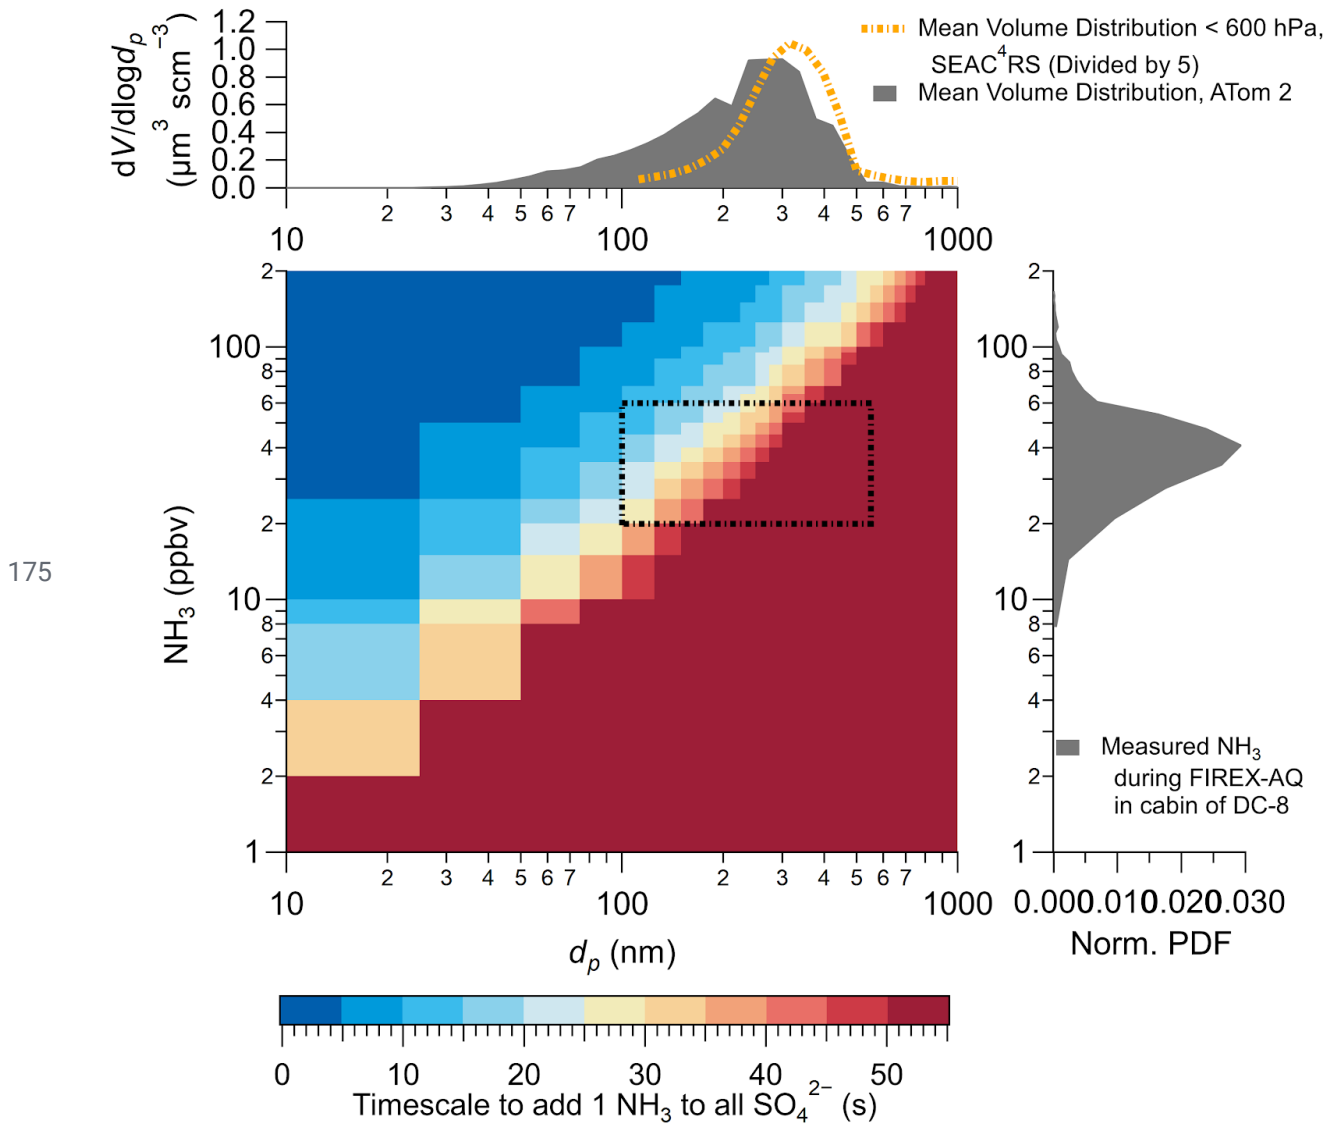 dV/dlogdp
(µm³ scm⁻³)
1.2
1.0
0.8
0.6
0.4
0.2
0.0
Mean Volume Distribution < 600 hPa,
SEAC⁴RS (Divided by 5)
Mean Volume Distribution, ATom 2
2 3 4 5 6 7 2 3 4 5 6 7
10 100 1000
175
NH₃ (ppbv)
2
100
8
6
4
2
10
8
6
4
2
1
2 3 4 5 6 7 2 3 4 5 6 7
10 100 1000
dp (nm)
2
100
8
6
4
2
10
8
6
4
2
1
Measured NH₃
during FIREX-AQ
in cabin of DC-8
0.000 0.010 0.020 0.030
Norm. PDF
0 10 20 30 40 50
Timescale to add 1 NH₃ to all SO₄²⁻ (s)